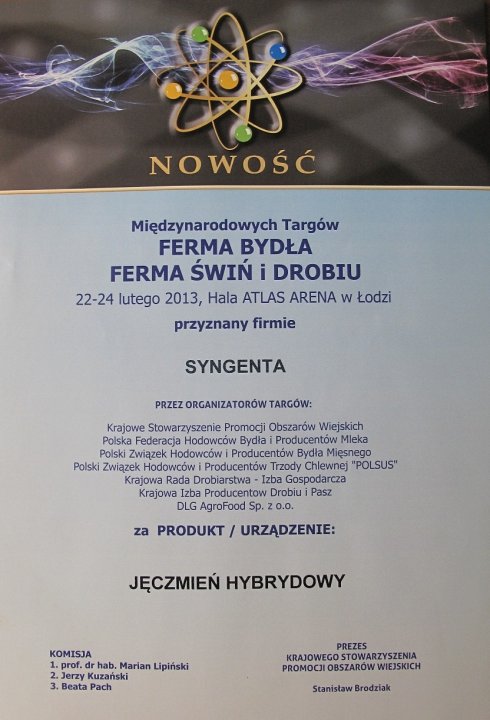 NOWOŚĆ
Międzynarodowych Targów
FERMA BYDŁA
FERMA ŚWIŃ i DROBIU
22-24 lutego 2013, Hala ATLAS ARENA w Łodzi
przyznany firmie
SYNGENTA
PRZEZ ORGANIZATORÓW TARGÓW:
Krajowe Stowarzyszenie Promocji Obszarów Wiejskich
Polska Federacja Hodowców Bydła i Producentów Mleka
Polski Związek Hodowców i Producentów Bydła Mięsnego
Polski Związek Hodowców i Producentów Trzody Chlewnej "POLSUS"
Krajowa Rada Drobiarstwa - Izba Gospodarcza
Krajowa Izba Producentow Drobiu i Pasz
DLG AgroFood Sp. z o.o.
za PRODUKT / URZĄDZENIE:
JĘCZMIEŃ HYBRYDOWY
KOMISJA
1. prof. dr hab. Marian Lipiński
2. Jerzy Kuzański
3. Beata Pach
PREZES
KRAJOWEGO STOWARZYSZENIA
PROMOCJI OBSZARÓW WIEJSKICH
Stanisław Brodziak